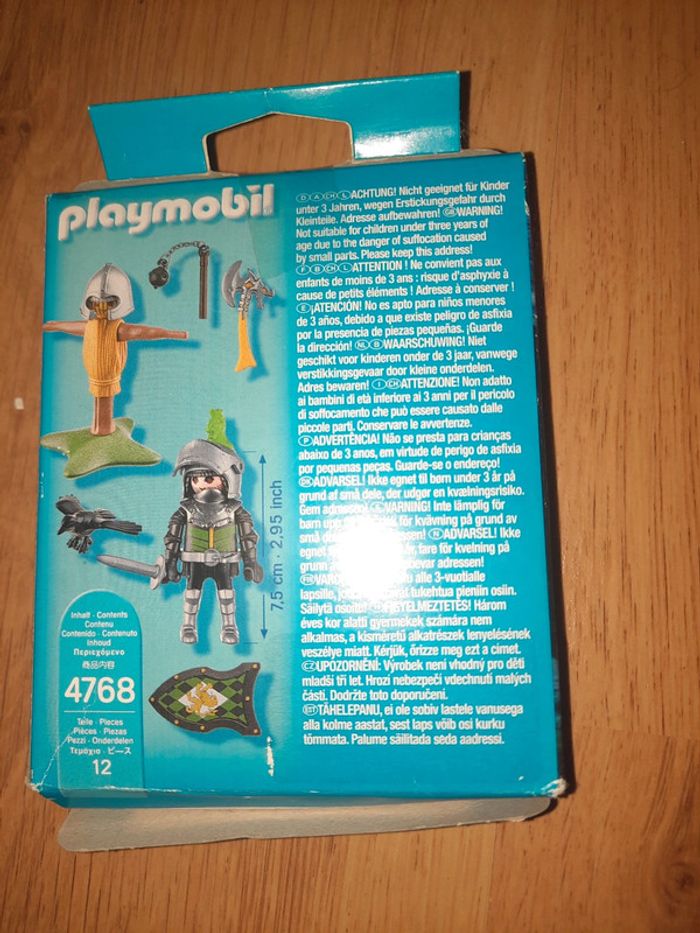 playmobil
Ⓓ Ⓐ ⒸⒽ Ⓛ ACHTUNG! Nicht geeignet für Kinder
unter 3 Jahren, wegen Erstickungsgefahr durch
Kleinteile. Adresse aufbewahren! ⒼⒷ WARNING!
Not suitable for children under three years of
age due to the danger of suffocation caused
by small parts. Please keep this address!
Ⓕ Ⓑ ⒸⒽ Ⓛ ATTENTION ! Ne convient pas aux
enfants de moins de 3 ans : risque d'asphyxie à
cause de petits éléments ! Adresse à conserver !
Ⓔ ¡ATENCIÓN! No es apto para niños menores
de 3 años, debido a que existe peligro de asfixia
por la presencia de piezas pequeñas. ¡Guarde
la dirección! ⓃⓁ Ⓑ WAARSCHUWING! Niet
geschikt voor kinderen onder de 3 jaar, vanwege
verstikkingsgevaar door kleine onderdelen.
Adres bewaren! Ⓘ ⒸⒽ ATTENZIONE! Non adatto
ai bambini di età inferiore ai 3 anni per il pericolo
di soffocamento che può essere causato dalle
piccole parti. Conservare le avvertenze.
Ⓟ ADVERTÊNCIA! Não se presta para crianças
abaixo de 3 anos, em virtude de perigo de asfixia
por pequenas peças. Guarde-se o endereço!
ⒹⓀ ADVARSEL! Ikke egnet til børn under 3 år på
grund af små dele, der udgør en kvælningsrisiko.
Gem Ⓢ VARNING! Inte lämplig för
barn för kvävning på grund av
små Ⓝ ADVARSEL! Ikke
egnet fare for kvelning på
grunn adressen!
ⒻⒾⓃ alle 3-vuotialle
lapsille, tukehtua pieniin osiin.
Säilytä FIGYELMEZTETÉS! Három
éves kor alatti gyermekek számára nem
alkalmas, a kisméretű alkatrészek lenyelésének
veszélye miatt. Kérjük, őrizze meg ezt a címet.
ⒸⓏ UPOZORNĚNÍ: Výrobek není vhodný pro děti
mladší tří let. Hrozí nebezpečí vdechnutí malých
částí. Dodržte toto doporučení.
ⒺⓈⓉ TÄHELEPANU, ei ole sobiv lastele vanusega
alla kolme aastat, sest laps võib osi kurku
tõmmata. Palume säilitada seda aadressi.
7,5 cm · 2.95 inch
Inhalt · Contents
Contenu
Contenido · Contenuto
Inhoud
Περιεχόμενο
商品内容
4768
Teile · Pieces
Pièces · Piezas
Pezzi · Onderdelen
Τεμάχια · ピース
12